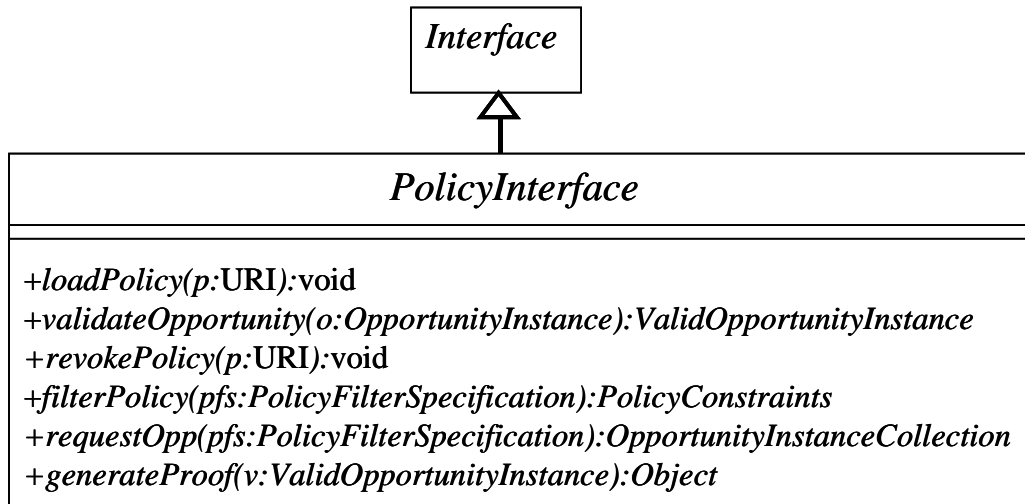 Interface
PolicyInterface
+loadPolicy(p:URI):void
+validateOpportunity(o:OpportunityInstance):ValidOpportunityInstance
+revokePolicy(p:URI):void
+filterPolicy(pfs:PolicyFilterSpecification):PolicyConstraints
+requestOpp(pfs:PolicyFilterSpecification):OpportunityInstanceCollection
+generateProof(v:ValidOpportunityInstance):Object